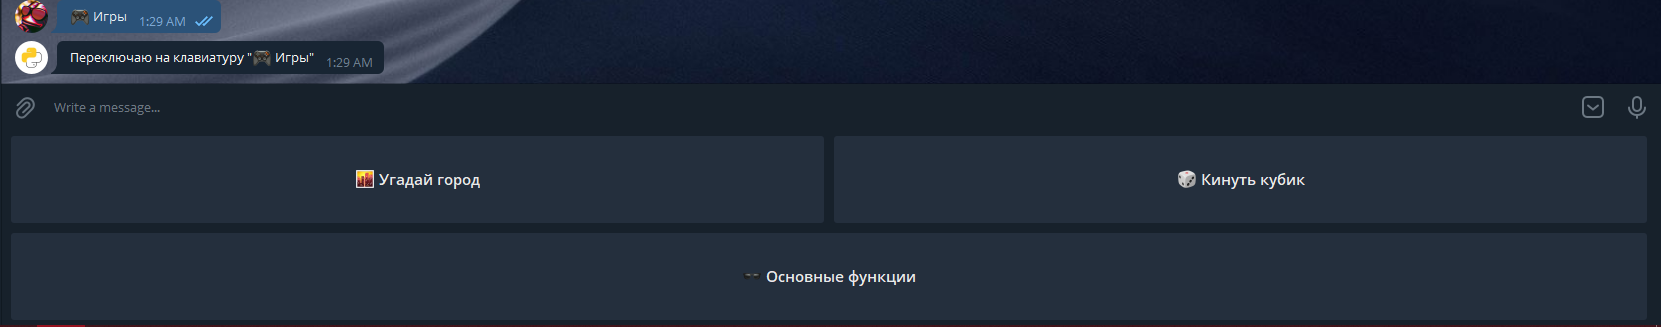 🎮 Игры 1:29 AM
Переключаю на клавиатуру "🎮 Игры" 1:29 AM
Write a message...
🌇 Угадай город
🎲 Кинуть кубик
Основные функции